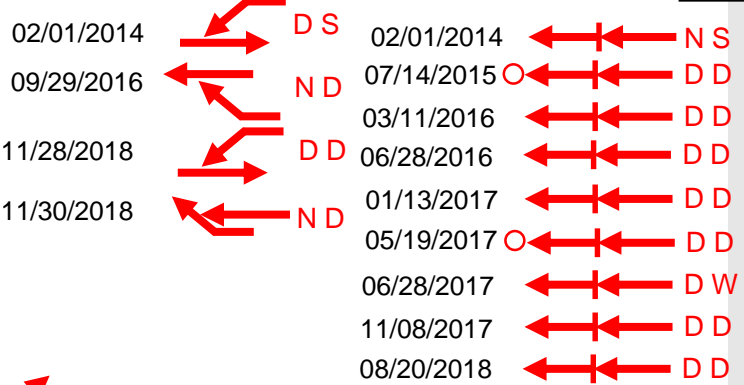 02/01/2014 D S
09/29/2016 N D
11/28/2018 D D
11/30/2018 N D
02/01/2014 N S
07/14/2015 D D
03/11/2016 D D
06/28/2016 D D
01/13/2017 D D
05/19/2017 D D
06/28/2017 D W
11/08/2017 D D
08/20/2018 D D